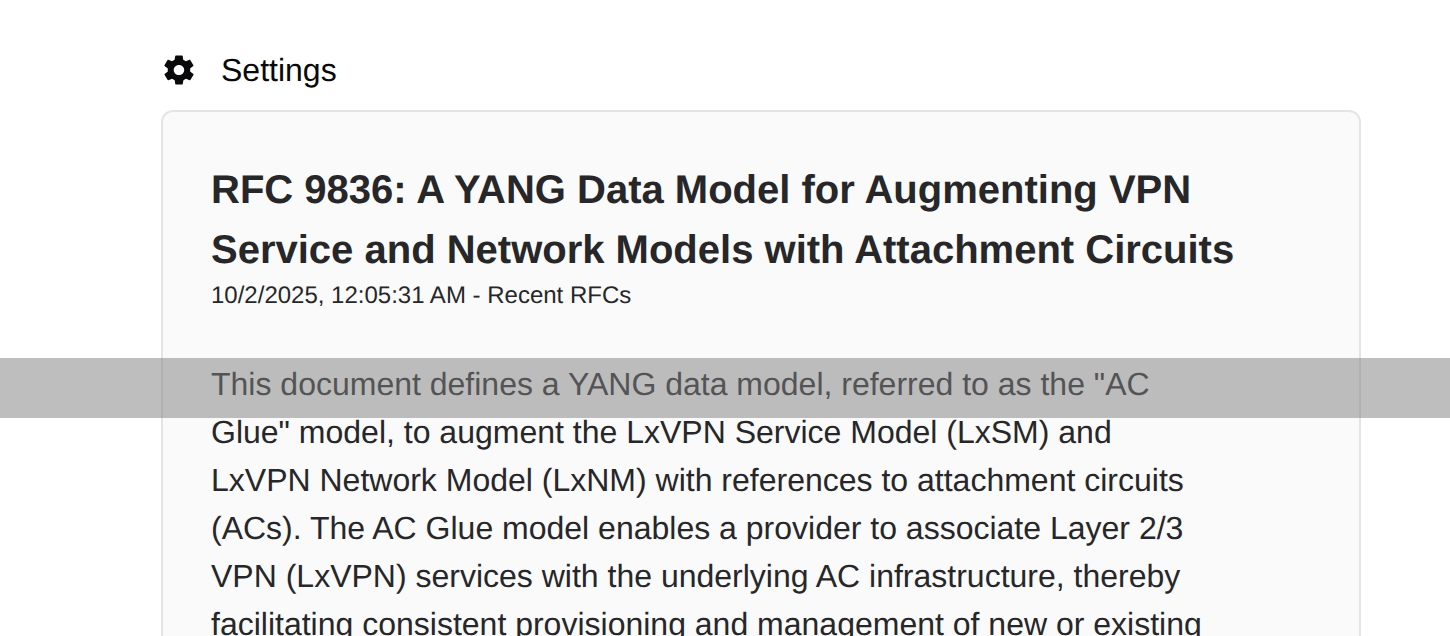 Settings
RFC 9836: A YANG Data Model for Augmenting VPN
Service and Network Models with Attachment Circuits
10/2/2025, 12:05:31 AM - Recent RFCs
This document defines a YANG data model, referred to as the "AC
Glue" model, to augment the LxVPN Service Model (LxSM) and
LxVPN Network Model (LxNM) with references to attachment circuits
(ACs). The AC Glue model enables a provider to associate Layer 2/3
VPN (LxVPN) services with the underlying AC infrastructure, thereby
facilitating consistent provisioning and management of new or existing